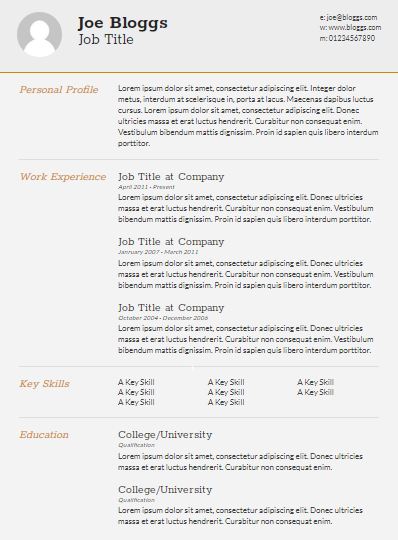 Joe Bloggs
Job Title
e: joe@bloggs.com
w: www.bloggs.com
m: 01234567890
Personal Profile
Lorem ipsum dolor sit amet, consectetur adipiscing elit. Integer dolor
metus, interdum at scelerisque in, porta at lacus. Maecenas dapibus luctus
cursus. Lorem ipsum dolor sit amet, consectetur adipiscing elit. Donec
ultricies massa et erat luctus hendrerit. Curabitur non consequat enim.
Vestibulum bibendum mattis dignissim. Proin id sapien quis libero interdum
porttitor.
Work Experience
Job Title at Company
April 2011 - Present
Lorem ipsum dolor sit amet, consectetur adipiscing elit. Donec ultricies
massa et erat luctus hendrerit. Curabitur non consequat enim. Vestibulum
bibendum mattis dignissim. Proin id sapien quis libero interdum porttitor.
Job Title at Company
Janruary 2007 - March 2011
Lorem ipsum dolor sit amet, consectetur adipiscing elit. Donec ultricies
massa et erat luctus hendrerit. Curabitur non consequat enim. Vestibulum
bibendum mattis dignissim. Proin id sapien quis libero interdum porttitor.
Job Title at Company
October 2004 - December 2006
Lorem ipsum dolor sit amet, consectetur adipiscing elit. Donec ultricies
massa et erat luctus hendrerit. Curabitur non consequat enim. Vestibulum
bibendum mattis dignissim. Proin id sapien quis libero interdum porttitor.
Key Skills
A Key Skill A Key Skill A Key Skill
A Key Skill A Key Skill A Key Skill
A Key Skill A Key Skill
Education
College/University
Qualification
Lorem ipsum dolor sit amet, consectetur adipiscing elit. Donec ultricies
massa et erat luctus hendrerit. Curabitur non consequat enim.
College/University
Qualification
Lorem ipsum dolor sit amet, consectetur adipiscing elit. Donec ultricies
massa et erat luctus hendrerit. Curabitur non consequat enim.